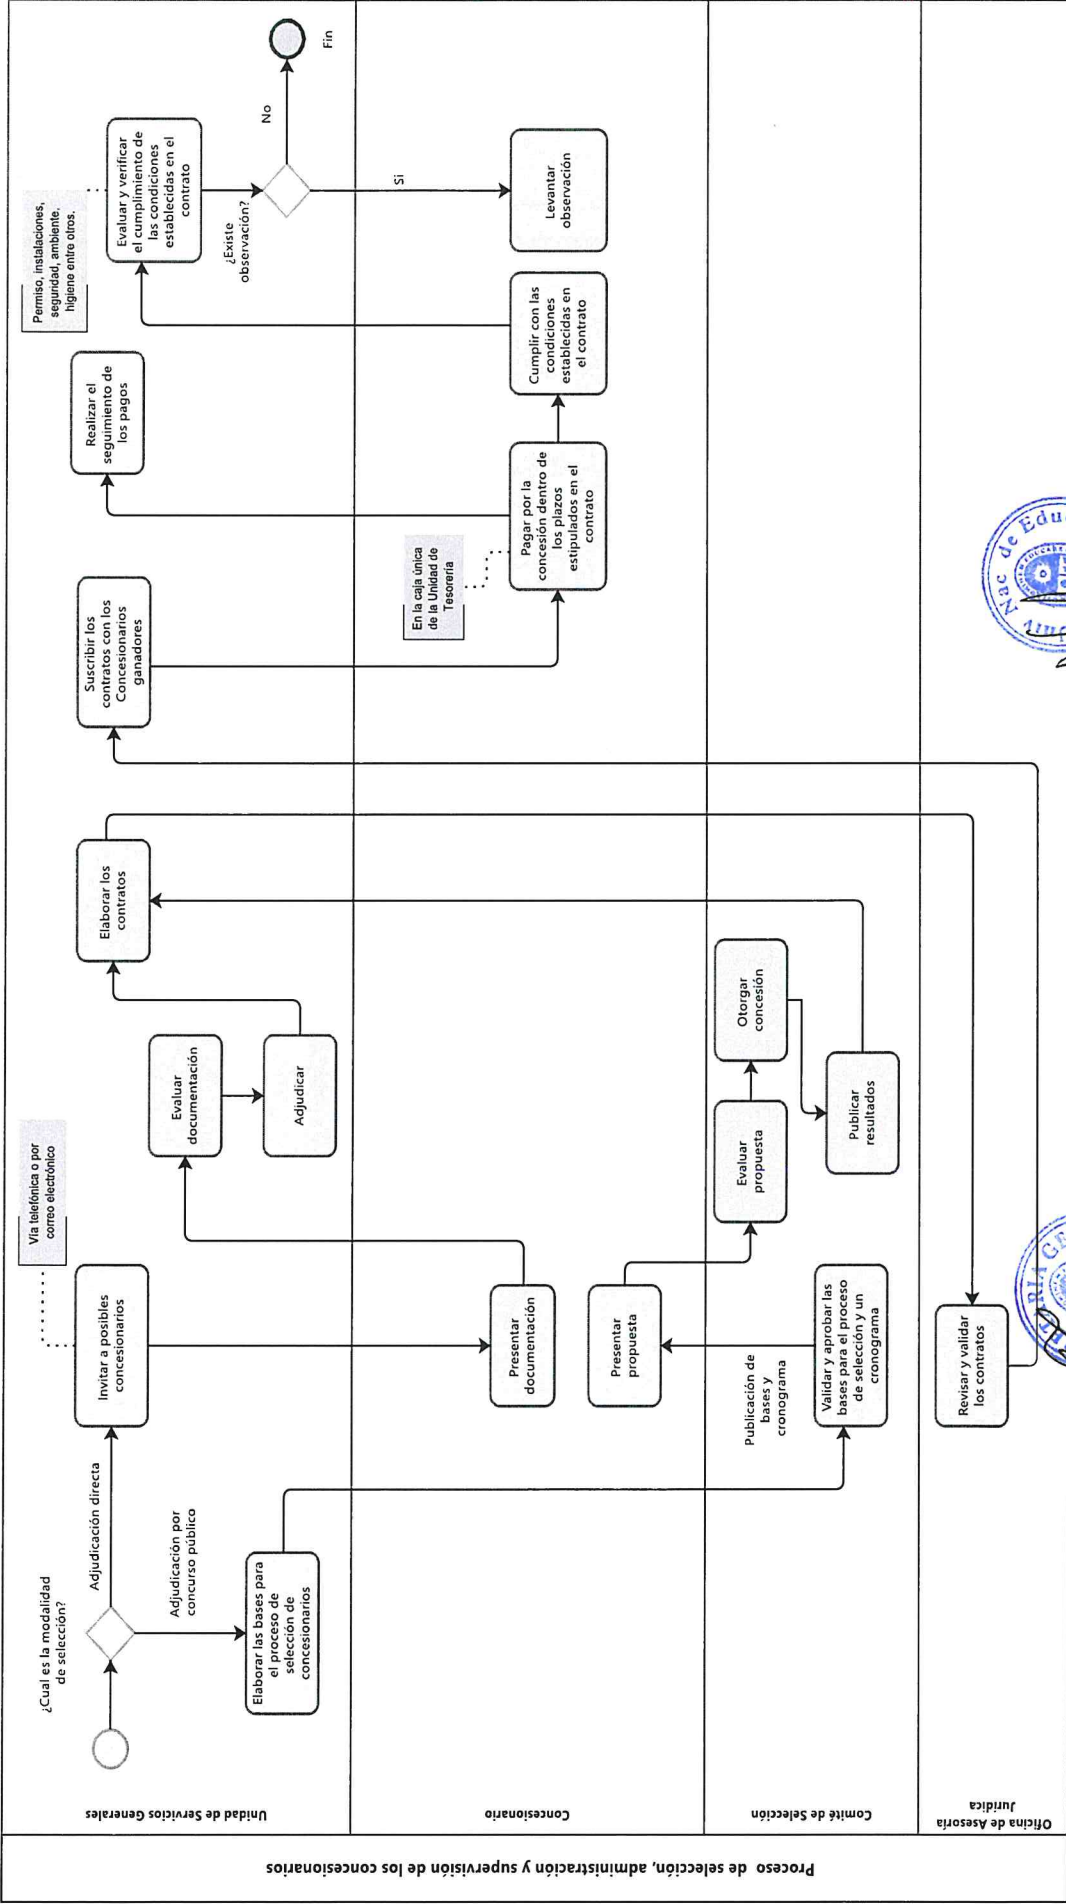 Proceso de selección, administración y supervisión de los concesionarios
Unidad de Servicios Generales
¿Cual es la modalidad
de selección?
Adjudicación directa
Adjudicación por
concurso público
Elaborar las bases para
el proceso de
selección de
concesionarios
Invitar a posibles
concesionarios
Vía telefónica o por
correo electrónico
Evaluar
documentación
Adjudicar
Elaborar los
contratos
Suscribir los
contratos con los
Concesionarios
ganadores
Realizar el
seguimiento de
los pagos
Permiso, instalaciones,
seguridad, ambiente,
higiene entre otros.
Evaluar y verificar
el cumplimiento de
las condiciones
establecidas en el
contrato
¿Existe
observación?
No
Fin
Si
Concesionario
Presentar
documentación
Presentar
propuesta
En la caja única
de la Unidad de
Tesorería
Pagar por la
concesión dentro de
los plazos
estipulados en el
contrato
Cumplir con las
condiciones
establecidas en
el contrato
Levantar
observación
Comité de Selección
Publicación de
bases y
cronograma
Validar y aprobar las
bases para el proceso
de selección y un
cronograma
Evaluar
propuesta
Otorgar
concesión
Publicar
resultados
Oficina de Asesoría
Jurídica
Revisar y validar
los contratos
Nac de Edu